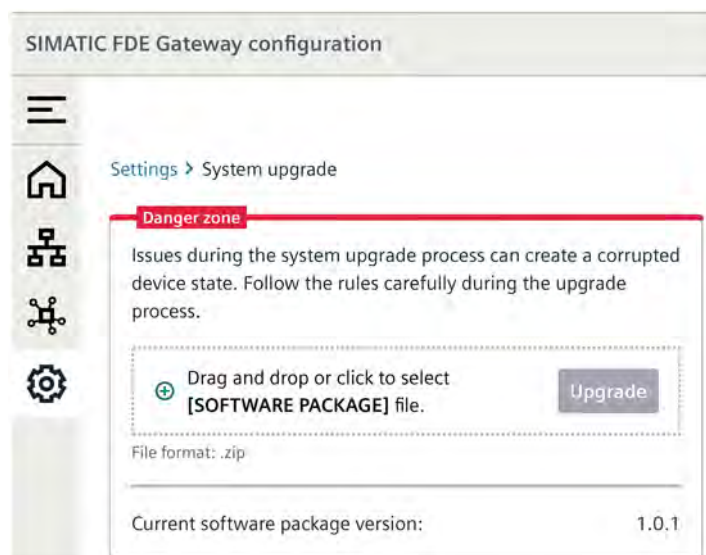 SIMATIC FDE Gateway configuration
Settings > System upgrade
Danger zone
Issues during the system upgrade process can create a corrupted
device state. Follow the rules carefully during the upgrade
process.
Drag and drop or click to select
[SOFTWARE PACKAGE] file.
Upgrade
File format: .zip
Current software package version: 1.0.1